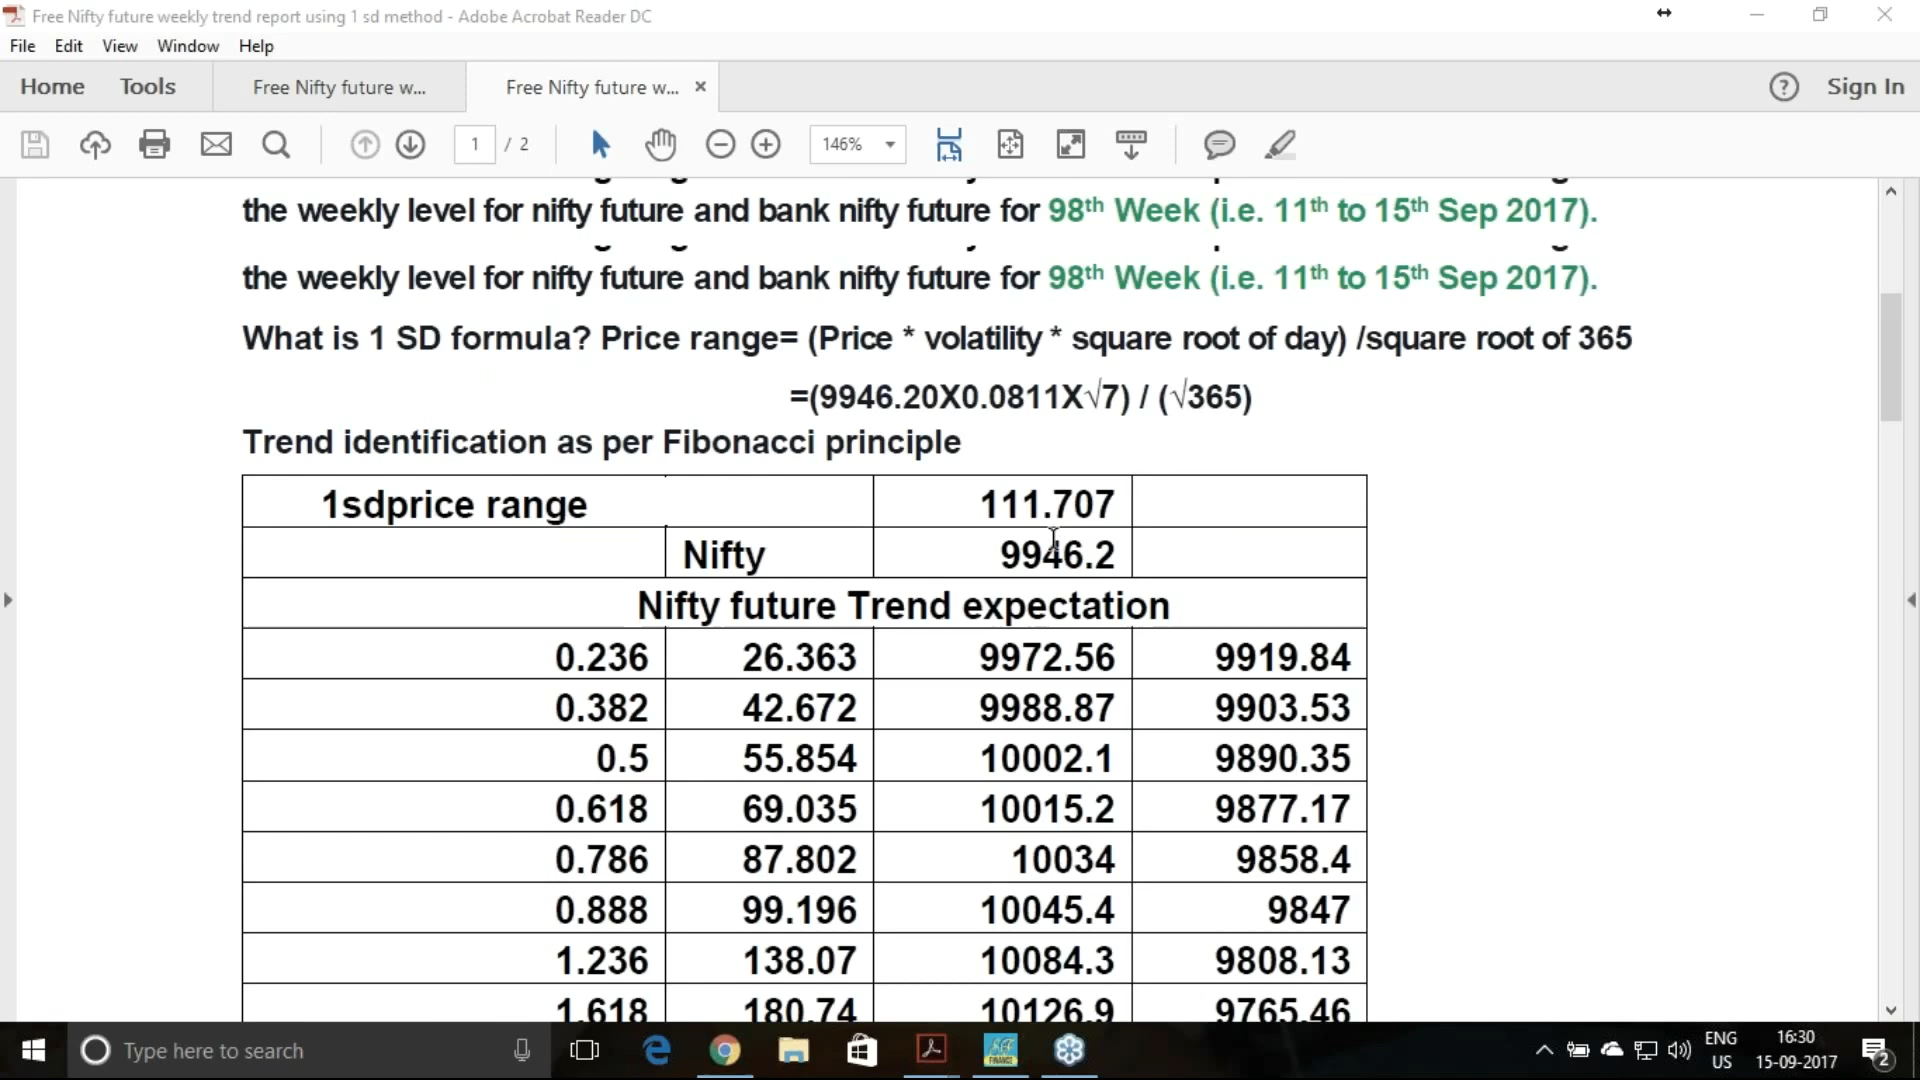 Free Nifty future weekly trend report using 1 sd method - Adobe Acrobat Reader DC
File Edit View Window Help
Home Tools Free Nifty future w... Free Nifty future w... × ? Sign In
1 / 2 146%
the weekly level for nifty future and bank nifty future for 98th Week (i.e. 11th to 15th Sep 2017).
the weekly level for nifty future and bank nifty future for 98th Week (i.e. 11th to 15th Sep 2017).
What is 1 SD formula? Price range= (Price * volatility * square root of day) /square root of 365
=(9946.20X0.0811X√7) / (√365)
Trend identification as per Fibonacci principle
1sdprice range 111.707
Nifty 9946.2
Nifty future Trend expectation
0.236 26.363 9972.56 9919.84
0.382 42.672 9988.87 9903.53
0.5 55.854 10002.1 9890.35
0.618 69.035 10015.2 9877.17
0.786 87.802 10034 9858.4
0.888 99.196 10045.4 9847
1.236 138.07 10084.3 9808.13
1.618 180.74 10126.9 9765.46
Type here to search
ENG 16:30
US 15-09-2017 2